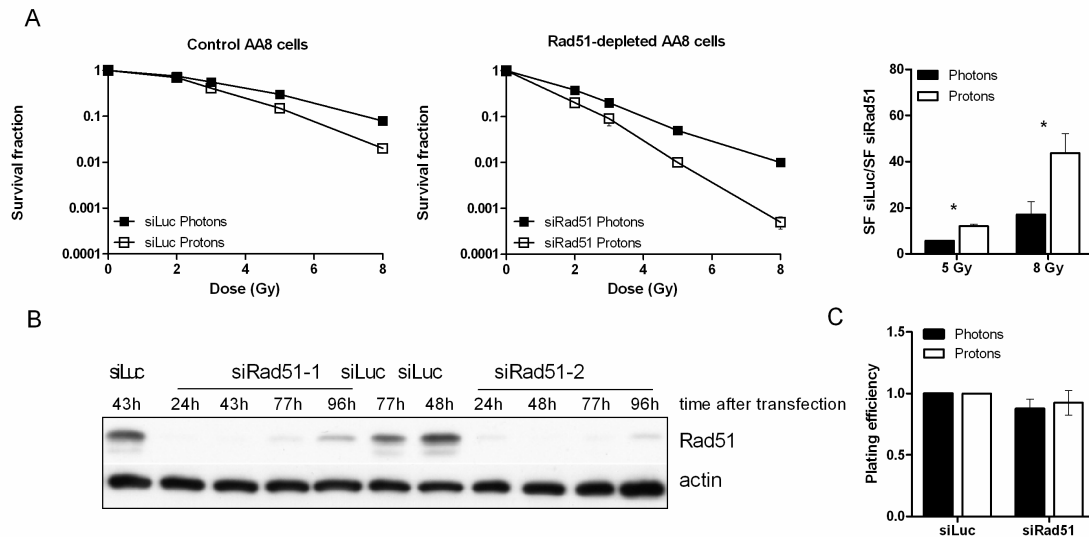 A
Control AA8 cells
Survival fraction
1
0.1
0.01
0.001
0.0001
siLuc Photons
siLuc Protons
0 2 4 6 8
Dose (Gy)
Rad51-depleted AA8 cells
Survival fraction
1
0.1
0.01
0.001
0.0001
siRad51 Photons
siRad51 Protons
0 2 4 6 8
Dose (Gy)
SF siLuc/SF siRad51
80
60
40
20
0
Photons
Protons
*
*
5 Gy 8 Gy
B
siLuc siRad51-1 siLuc siLuc siRad51-2
43h 24h 43h 77h 96h 77h 48h 24h 48h 77h 96h time after transfection
Rad51
actin
C
Plating efficiency
1.5
1.0
0.5
0.0
Photons
Protons
siLuc siRad51